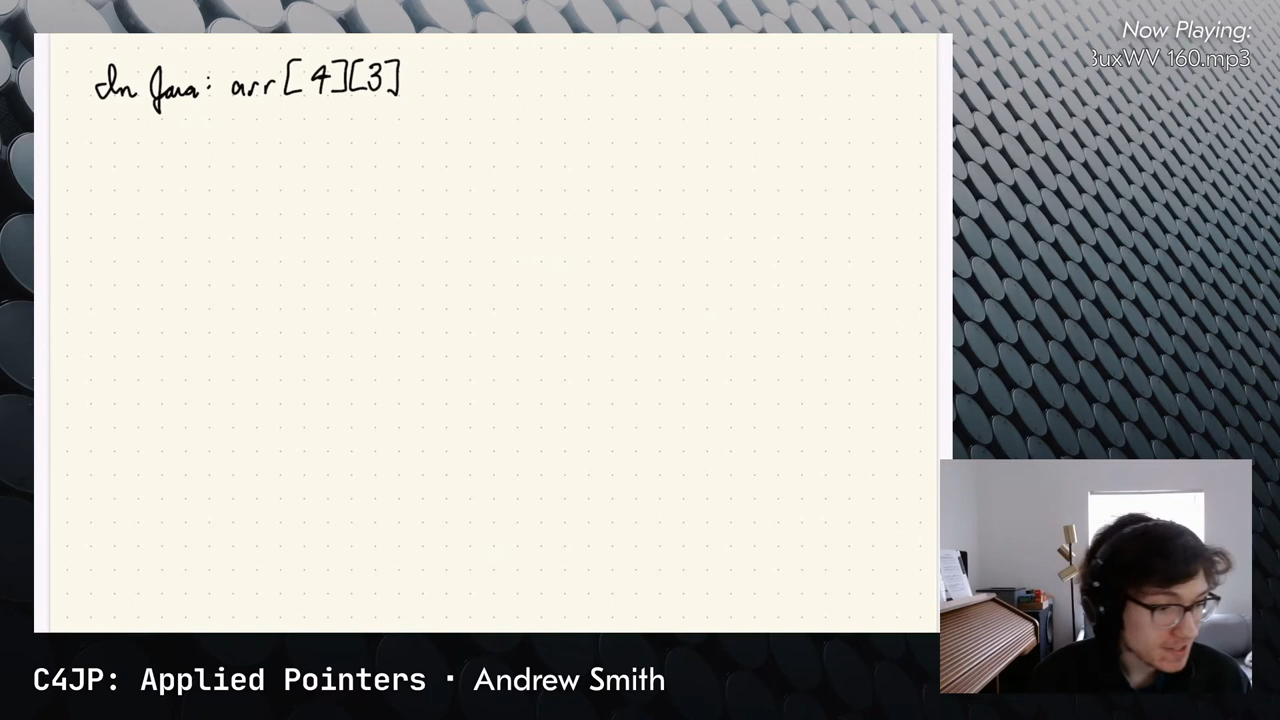 Now Playing:
BuxWV 160.mp3
In Java: arr[4][3]
C4JP: Applied Pointers · Andrew Smith